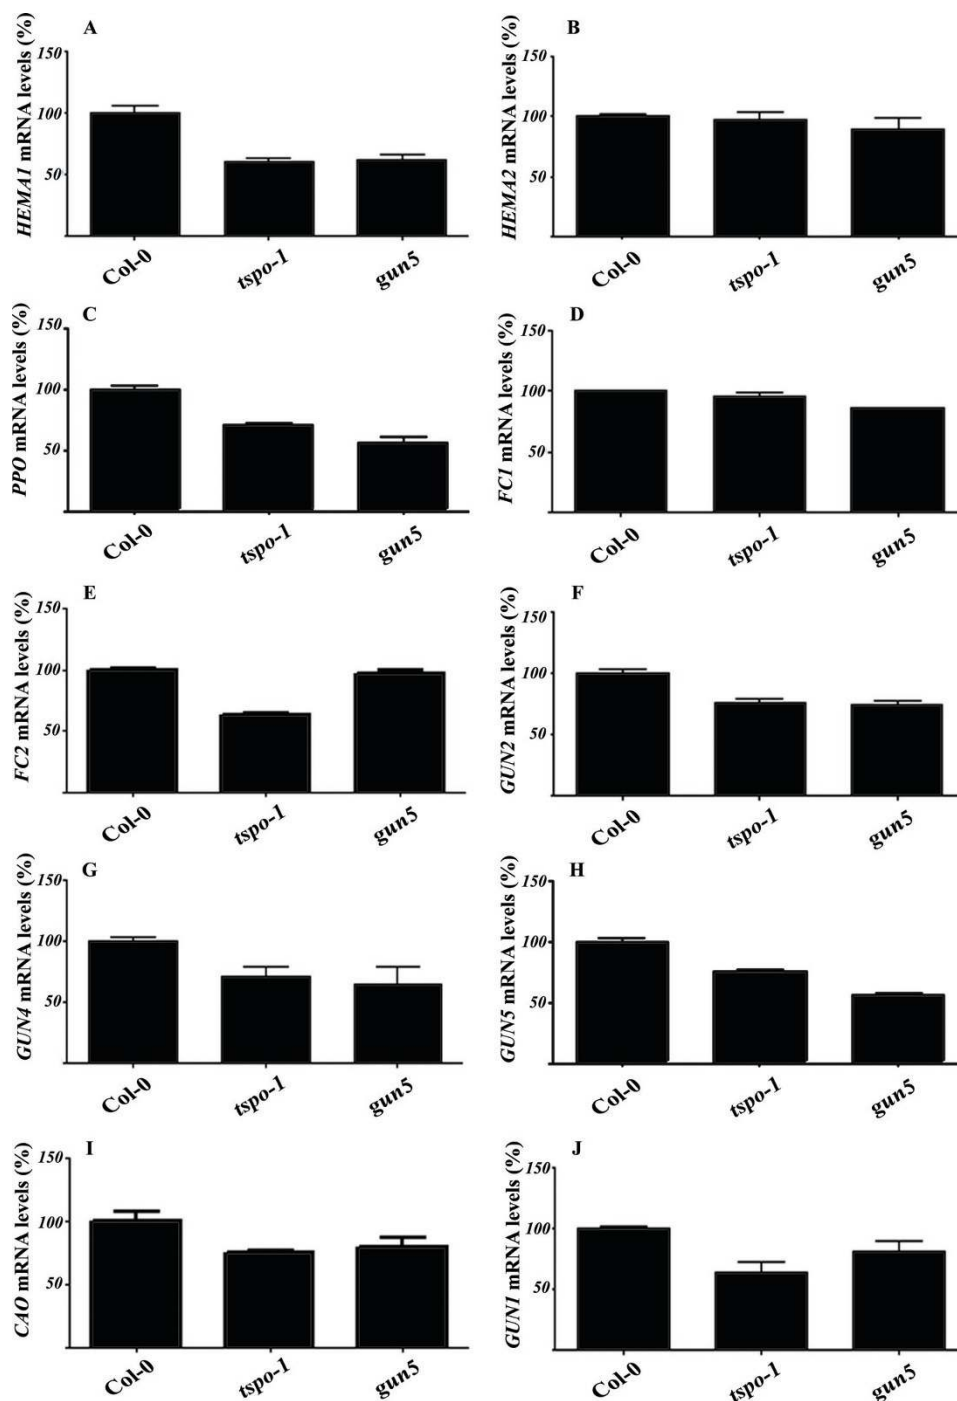 A
HEMA1 mRNA levels (%)
150
100
50
Col-0
tspo-1
gun5
B
HEMA2 mRNA levels (%)
150
100
50
Col-0
tspo-1
gun5
C
PPO mRNA levels (%)
150
100
50
Col-0
tspo-1
gun5
D
FC1 mRNA levels (%)
150
100
50
Col-0
tspo-1
gun5
E
FC2 mRNA levels (%)
150
100
50
Col-0
tspo-1
gun5
F
GUN2 mRNA levels (%)
150
100
50
Col-0
tspo-1
gun5
G
GUN4 mRNA levels (%)
150
100
50
Col-0
tspo-1
gun5
H
GUN5 mRNA levels (%)
150
100
50
Col-0
tspo-1
gun5
I
CAO mRNA levels (%)
150
100
50
Col-0
tspo-1
gun5
J
GUN1 mRNA levels (%)
150
100
50
Col-0
tspo-1
gun5